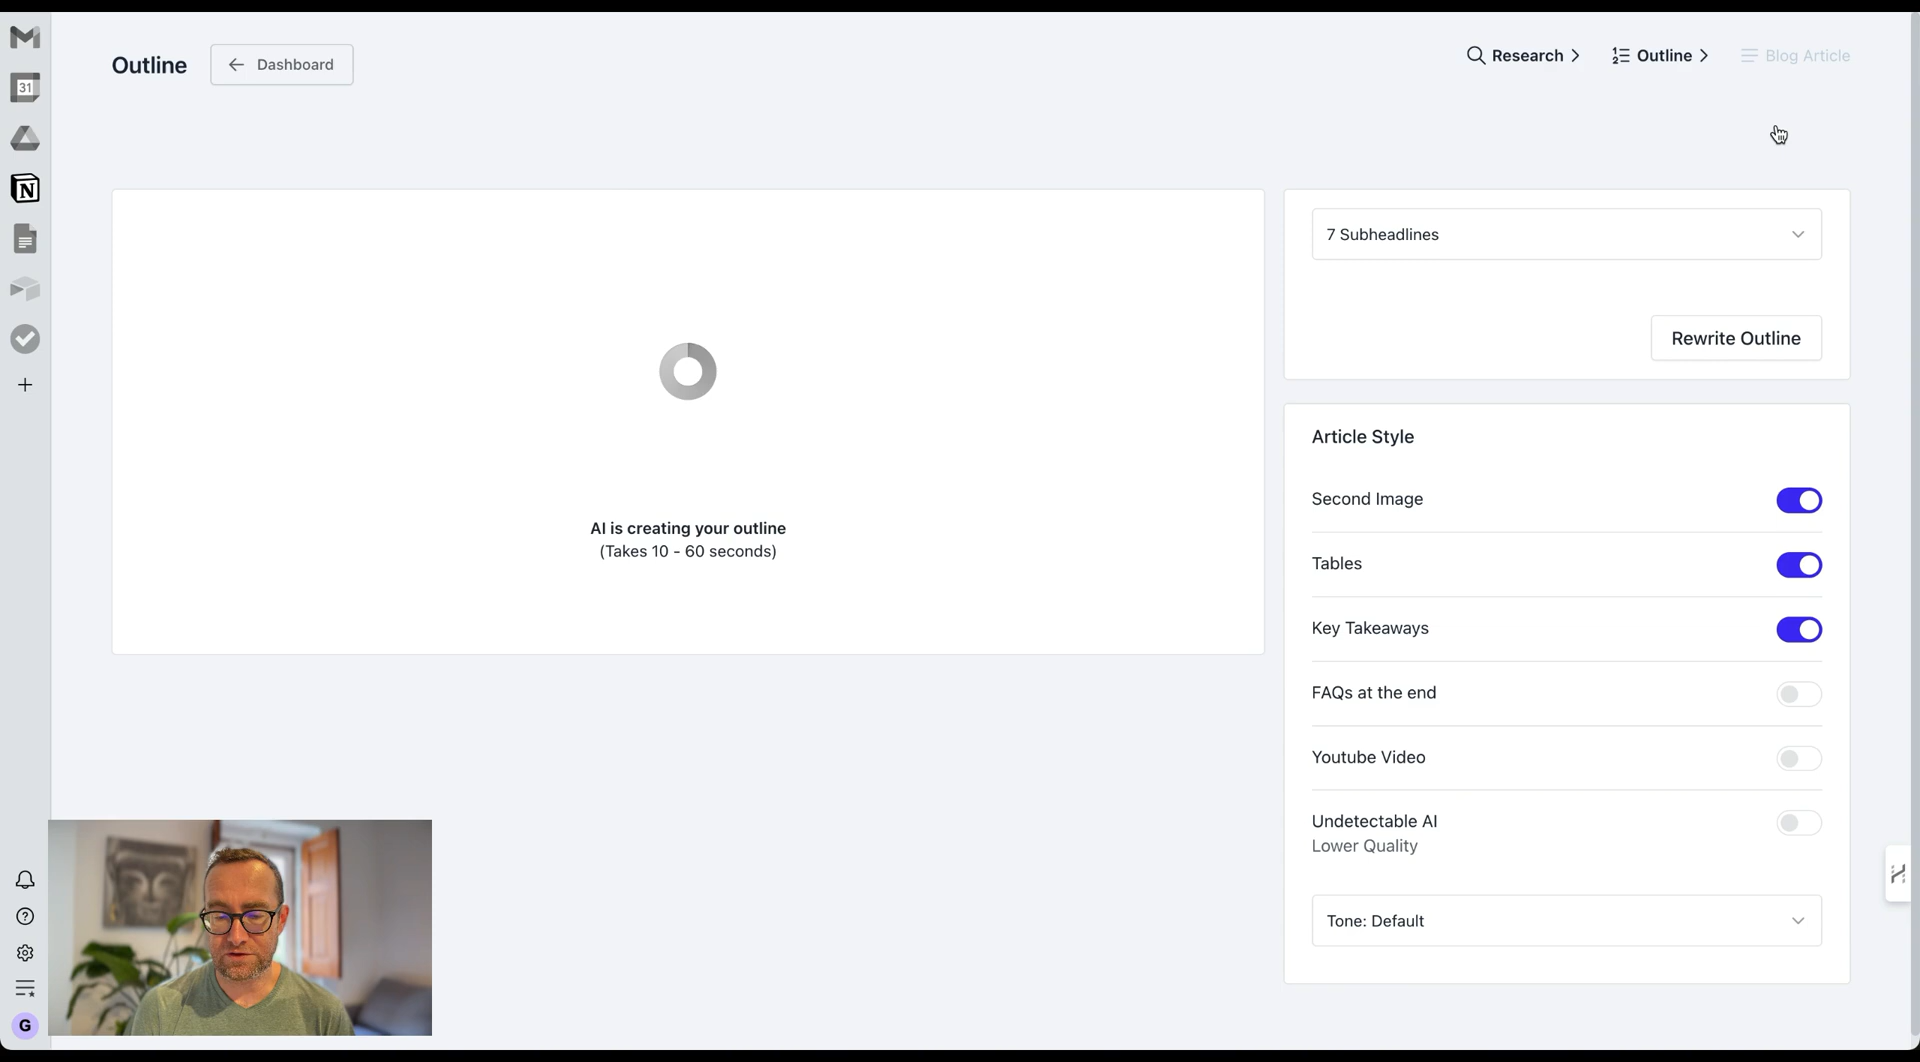 Outline
Dashboard
Research
Outline
Blog Article
31
N
7 Subheadlines
Rewrite Outline
AI is creating your outline
(Takes 10 - 60 seconds)
Article Style
Second Image
Tables
Key Takeaways
FAQs at the end
Youtube Video
Undetectable AI
Lower Quality
Tone: Default
G